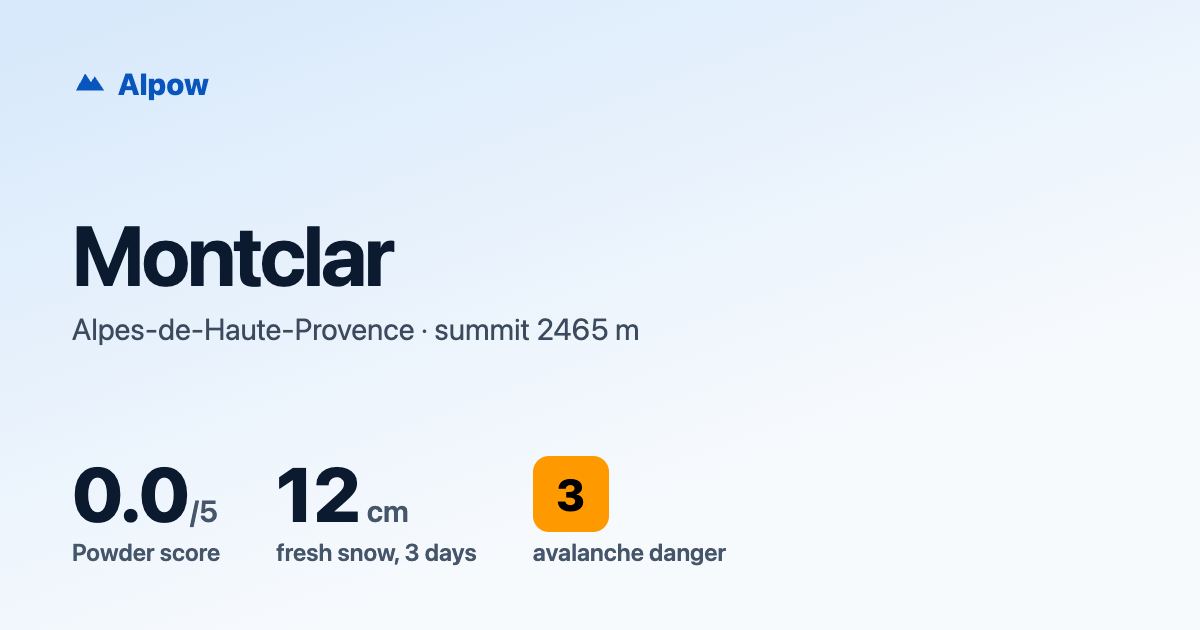 Alpow
Montclar
Alpes-de-Haute-Provence · summit 2465 m
0.0/5 12 cm 3
Powder score fresh snow, 3 days avalanche danger